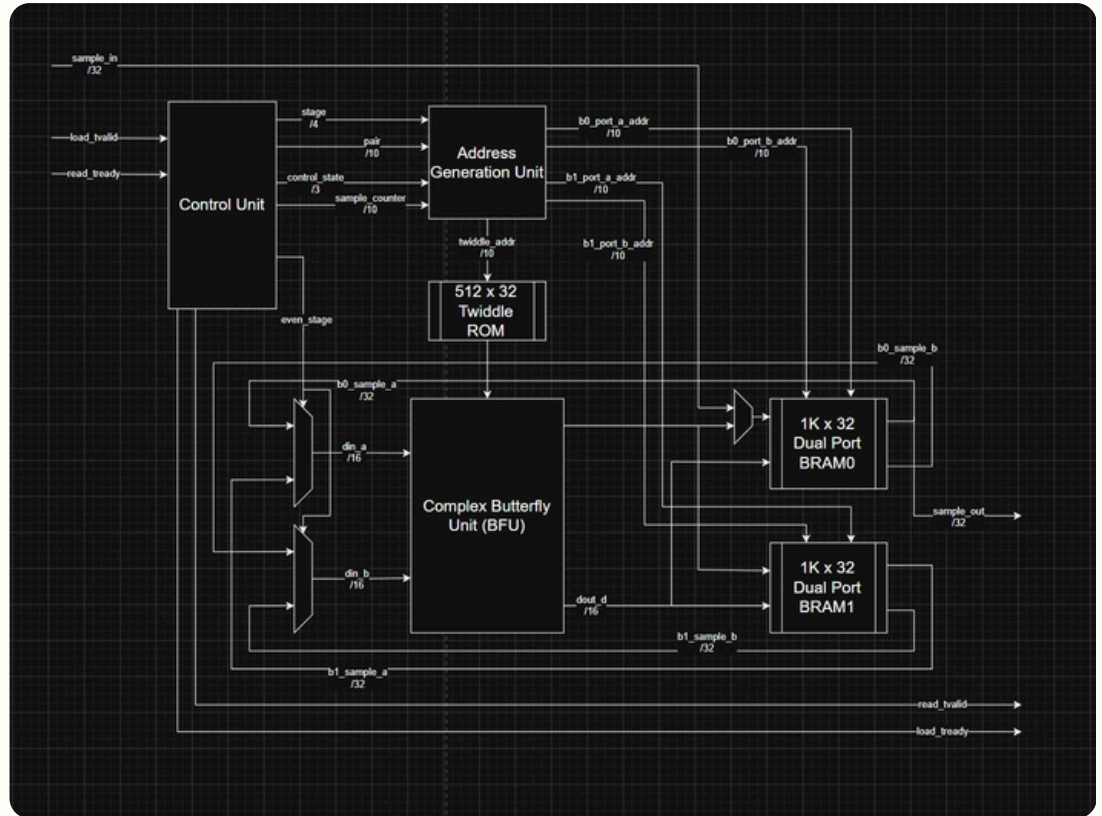 sample_in
/32
stage
/4
b0_port_a_addr
/10
load_tvalid
pair
/10
b0_port_b_addr
/10
Address
Generation Unit
read_tready
control_state
/3
b1_port_a_addr
/10
Control Unit
sample_counter
/10
twiddle_addr
/10
b1_port_b_addr
/10
512 x 32
Twiddle
ROM
even_stage
b0_sample_b
/32
b0_sample_a
/32
1K x 32
Dual Port
BRAM0
din_a
/16
Complex Butterfly
Unit (BFU)
sample_out
/32
1K x 32
Dual Port
BRAM1
din_b
/16
dout_d
/16
b1_sample_b
/32
b1_sample_a
/32
read_tvalid
load_tready